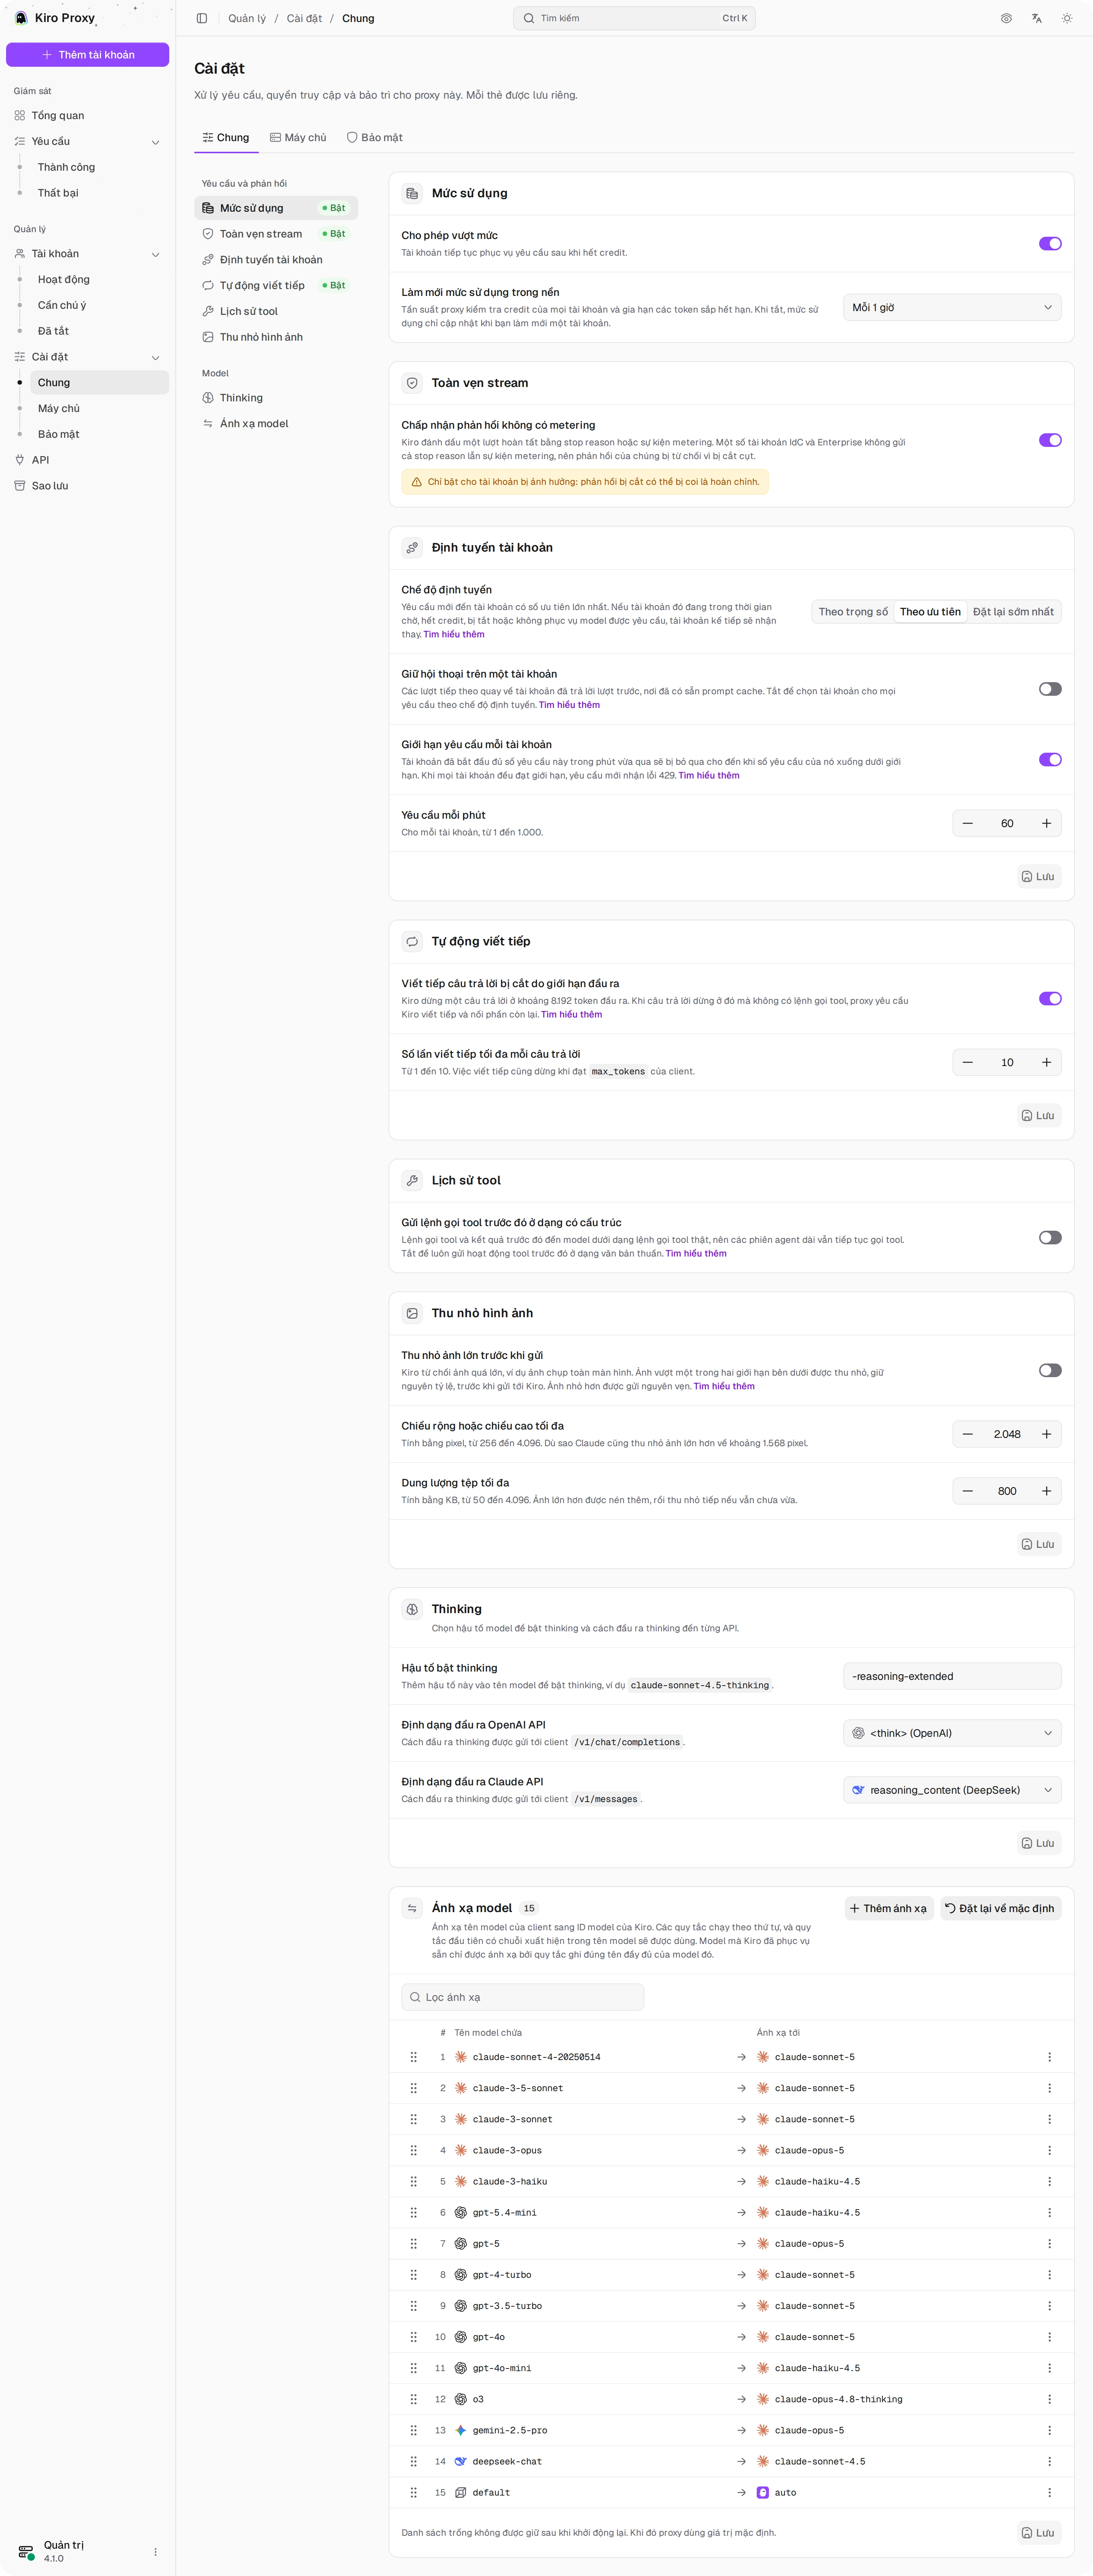 Kiro Proxy
Quản lý / Cài đặt / Chung
Tìm kiếm
Ctrl K
Thêm tài khoản
Giám sát
Tổng quan
Yêu cầu
Thành công
Thất bại
Quản lý
Tài khoản
Hoạt động
Cần chú ý
Đã tắt
Cài đặt
Chung
Máy chủ
Bảo mật
API
Sao lưu
Quản trị
4.1.0
Cài đặt
Xử lý yêu cầu, quyền truy cập và bảo trì cho proxy này. Mỗi thẻ được lưu riêng.
Chung
Máy chủ
Bảo mật
Yêu cầu và phản hồi
Mức sử dụng
Bật
Toàn vẹn stream
Bật
Định tuyến tài khoản
Tự động viết tiếp
Bật
Lịch sử tool
Thu nhỏ hình ảnh
Model
Thinking
Ánh xạ model
Mức sử dụng
Cho phép vượt mức
Tài khoản tiếp tục phục vụ yêu cầu sau khi hết credit.
Làm mới mức sử dụng trong nền
Tần suất proxy kiểm tra credit của mọi tài khoản và gia hạn các token sắp hết hạn. Khi tắt, mức sử
dụng chỉ cập nhật khi bạn làm mới một tài khoản.
Mỗi 1 giờ
Toàn vẹn stream
Chấp nhận phản hồi không có metering
Kiro đánh dấu một lượt hoàn tất bằng stop reason hoặc sự kiện metering. Một số tài khoản IdC và Enterprise không gửi
cả stop reason lẫn sự kiện metering, nên phản hồi của chúng bị từ chối vì bị cắt cụt.
Chỉ bật cho tài khoản bị ảnh hưởng: phản hồi bị cắt có thể bị coi là hoàn chỉnh.
Định tuyến tài khoản
Chế độ định tuyến
Yêu cầu mới đến tài khoản có số ưu tiên lớn nhất. Nếu tài khoản đó đang trong thời gian
chờ, hết credit, bị tắt hoặc không phục vụ model được yêu cầu, tài khoản kế tiếp sẽ nhận
thay. Tìm hiểu thêm
Theo trọng số
Theo ưu tiên
Đặt lại sớm nhất
Giữ hội thoại trên một tài khoản
Các lượt tiếp theo quay về tài khoản đã trả lời lượt trước, nơi đã có sẵn prompt cache. Tắt để chọn tài khoản cho mọi
yêu cầu theo chế độ định tuyến. Tìm hiểu thêm
Giới hạn yêu cầu mỗi tài khoản
Tài khoản đã bắt đầu đủ số yêu cầu này trong phút vừa qua sẽ bị bỏ qua cho đến khi số yêu cầu của nó xuống dưới giới
hạn. Khi mọi tài khoản đều đạt giới hạn, yêu cầu mới nhận lỗi 429. Tìm hiểu thêm
Yêu cầu mỗi phút
Cho mỗi tài khoản, từ 1 đến 1.000.
60
Lưu
Tự động viết tiếp
Viết tiếp câu trả lời bị cắt do giới hạn đầu ra
Kiro dừng một câu trả lời ở khoảng 8.192 token đầu ra. Khi câu trả lời dừng ở đó mà không có lệnh gọi tool, proxy yêu cầu
Kiro viết tiếp và nối phần còn lại. Tìm hiểu thêm
Số lần viết tiếp tối đa mỗi câu trả lời
Từ 1 đến 10. Việc viết tiếp cũng dừng khi đạt max_tokens của client.
10
Lưu
Lịch sử tool
Gửi lệnh gọi tool trước đó ở dạng có cấu trúc
Lệnh gọi tool và kết quả trước đó đến model dưới dạng lệnh gọi tool thật, nên các phiên agent dài vẫn tiếp tục gọi tool.
Tắt để luôn gửi hoạt động tool trước đó ở dạng văn bản thuần. Tìm hiểu thêm
Thu nhỏ hình ảnh
Thu nhỏ ảnh lớn trước khi gửi
Kiro từ chối ảnh quá lớn, ví dụ ảnh chụp toàn màn hình. Ảnh vượt một trong hai giới hạn bên dưới được thu nhỏ, giữ
nguyên tỷ lệ, trước khi gửi tới Kiro. Ảnh nhỏ hơn được gửi nguyên vẹn. Tìm hiểu thêm
Chiều rộng hoặc chiều cao tối đa
Tính bằng pixel, từ 256 đến 4.096. Dù sao Claude cũng thu nhỏ ảnh lớn hơn về khoảng 1.568 pixel.
2.048
Dung lượng tệp tối đa
Tính bằng KB, từ 50 đến 4.096. Ảnh lớn hơn được nén thêm, rồi thu nhỏ tiếp nếu vẫn chưa vừa.
800
Lưu
Thinking
Chọn hậu tố model để bật thinking và cách đầu ra thinking đến từng API.
Hậu tố bật thinking
Thêm hậu tố này vào tên model để bật thinking, ví dụ claude-sonnet-4.5-thinking.
-reasoning-extended
Định dạng đầu ra OpenAI API
Cách đầu ra thinking được gửi tới client /v1/chat/completions.
<think> (OpenAI)
Định dạng đầu ra Claude API
Cách đầu ra thinking được gửi tới client /v1/messages.
reasoning_content (DeepSeek)
Lưu
Ánh xạ model 15
Ánh xạ tên model của client sang ID model của Kiro. Các quy tắc chạy theo thứ tự, và quy
tắc đầu tiên có chuỗi xuất hiện trong tên model sẽ được dùng. Model mà Kiro đã phục vụ
sẵn chỉ được ánh xạ bởi quy tắc ghi đúng tên đầy đủ của model đó.
Thêm ánh xạ
Đặt lại về mặc định
Lọc ánh xạ
# Tên model chứa Ánh xạ tới
1 claude-sonnet-4-20250514 → claude-sonnet-5
2 claude-3-5-sonnet → claude-sonnet-5
3 claude-3-sonnet → claude-sonnet-5
4 claude-3-opus → claude-opus-5
5 claude-3-haiku → claude-haiku-4.5
6 gpt-5.4-mini → claude-haiku-4.5
7 gpt-5 → claude-opus-5
8 gpt-4-turbo → claude-sonnet-5
9 gpt-3.5-turbo → claude-sonnet-5
10 gpt-4o → claude-sonnet-5
11 gpt-4o-mini → claude-haiku-4.5
12 o3 → claude-opus-4.8-thinking
13 gemini-2.5-pro → claude-opus-5
14 deepseek-chat → claude-sonnet-4.5
15 default → auto
Danh sách trống không được giữ sau khi khởi động lại. Khi đó proxy dùng giá trị mặc định.
Lưu